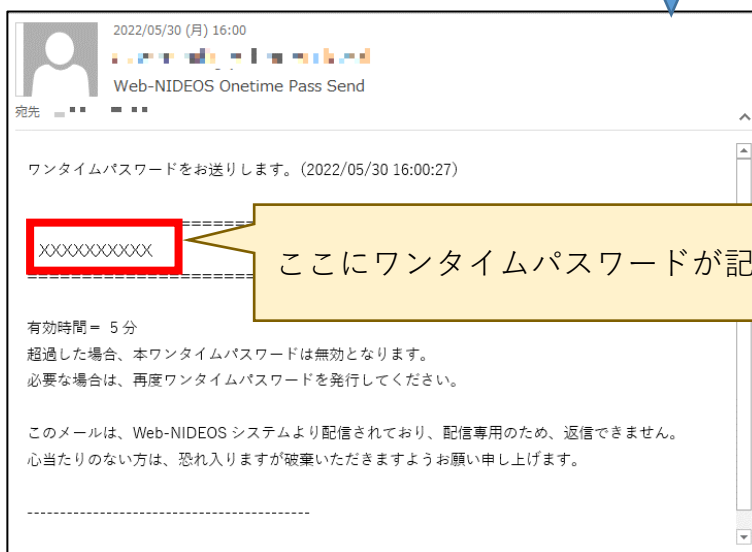 2022/05/30 (月) 16:00
Web-NIDEOS Onetime Pass Send
宛先
ワンタイムパスワードをお送りします。(2022/05/30 16:00:27)
XXXXXXXXXX
ここにワンタイムパスワードが記
有効時間= 5分
超過した場合、本ワンタイムパスワードは無効となります。
必要な場合は、再度ワンタイムパスワードを発行してください。
このメールは、Web-NIDEOSシステムより配信されており、配信専用のため、返信できません。
心当たりのない方は、恐れ入りますが破棄いただきますようお願い申し上げます。